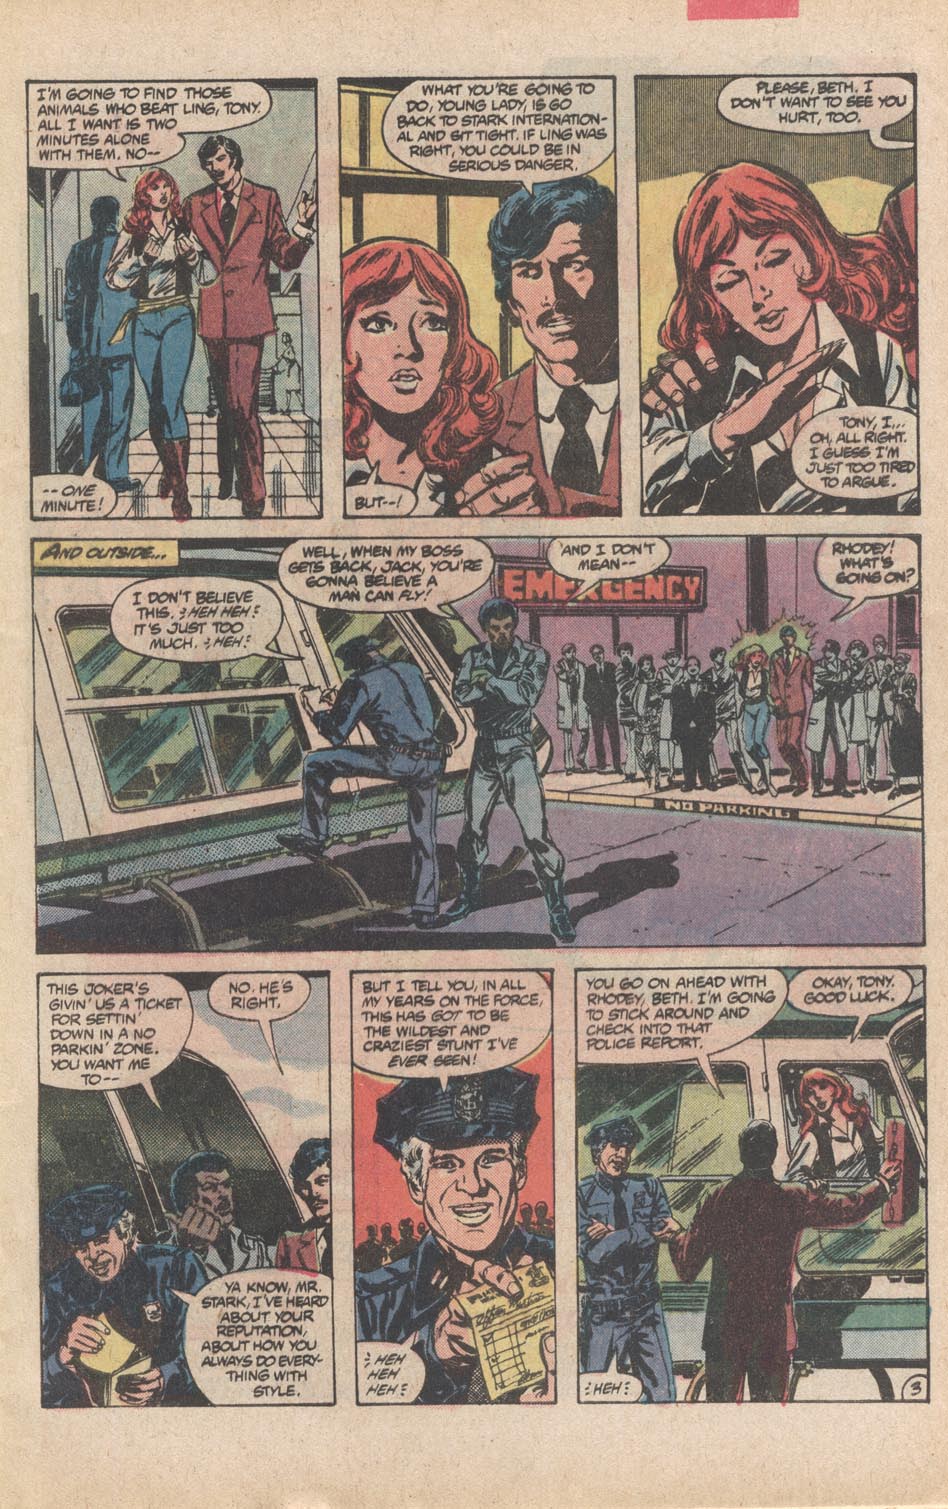 I'M GOING TO FIND THOSE
ANIMALS WHO BEAT LING, TONY.
ALL I WANT IS TWO
MINUTES ALONE
WITH THEM. NO--
--ONE
MINUTE!
WHAT YOU'RE GOING TO
DO, YOUNG LADY, IS GO
BACK TO STARK INTERNATION-
AL AND SIT TIGHT. IF LING WAS
RIGHT, YOU COULD BE IN
SERIOUS DANGER.
BUT--!
PLEASE, BETH. I
DON'T WANT TO SEE YOU
HURT, TOO.
TONY, I...
OH, ALL RIGHT.
I GUESS I'M
JUST TOO TIRED
TO ARGUE.
AND OUTSIDE...
I DON'T BELIEVE
THIS. HEH HEH!
IT'S JUST TOO
MUCH. HEH!
WELL, WHEN MY BOSS
GETS BACK, JACK, YOU'RE
GONNA BELIEVE A
MAN CAN FLY!
AND I DON'T
MEAN--
RHODEY!
WHAT'S
GOING ON?
EMERGENCY
NO PARKING
THIS JOKER'S
GIVIN' US A TICKET
FOR SETTIN'
DOWN IN A NO
PARKIN' ZONE.
YOU WANT ME
TO--
NO. HE'S
RIGHT.
YA KNOW, MR.
STARK, I'VE HEARD
ABOUT YOUR
REPUTATION,
ABOUT HOW YOU
ALWAYS DO EVERY-
THING WITH
STYLE.
BUT I TELL YOU, IN ALL
MY YEARS ON THE FORCE,
THIS HAS GOT TO BE
THE WILDEST AND
CRAZIEST STUNT I'VE
EVER SEEN!
HEH
HEH
HEH!
YOU GO ON AHEAD WITH
RHODEY, BETH. I'M GOING
TO STICK AROUND AND
CHECK INTO THAT
POLICE REPORT.
OKAY, TONY.
GOOD LUCK.
HEH!
3